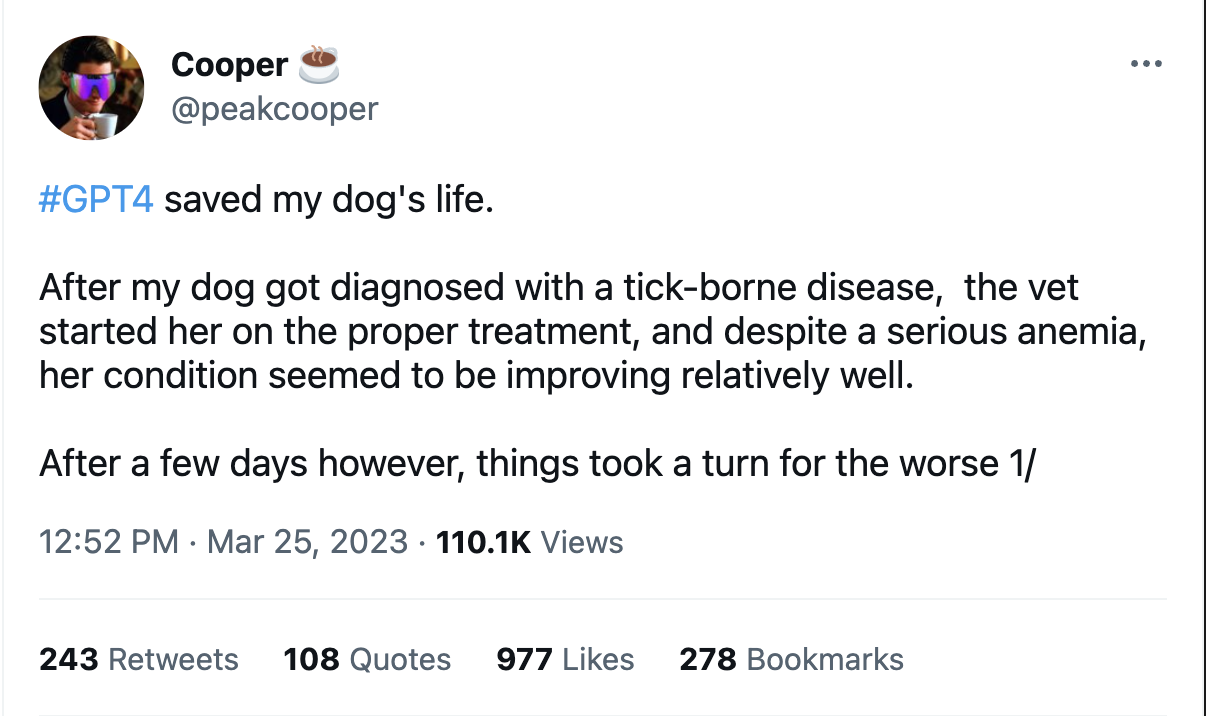 Cooper ☕
@peakcooper
#GPT4 saved my dog's life.
After my dog got diagnosed with a tick-borne disease,  the vet
started her on the proper treatment, and despite a serious anemia,
her condition seemed to be improving relatively well.
After a few days however, things took a turn for the worse 1/
12:52 PM · Mar 25, 2023 · 110.1K Views
243 Retweets 108 Quotes 977 Likes 278 Bookmarks